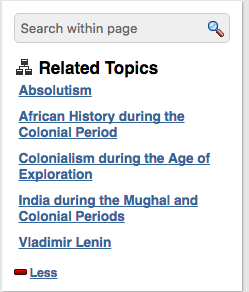 Search within page
Related Topics
Absolutism
African History during the
Colonial Period
Colonialism during the Age of
Exploration
India during the Mughal and
Colonial Periods
Vladimir Lenin
Less